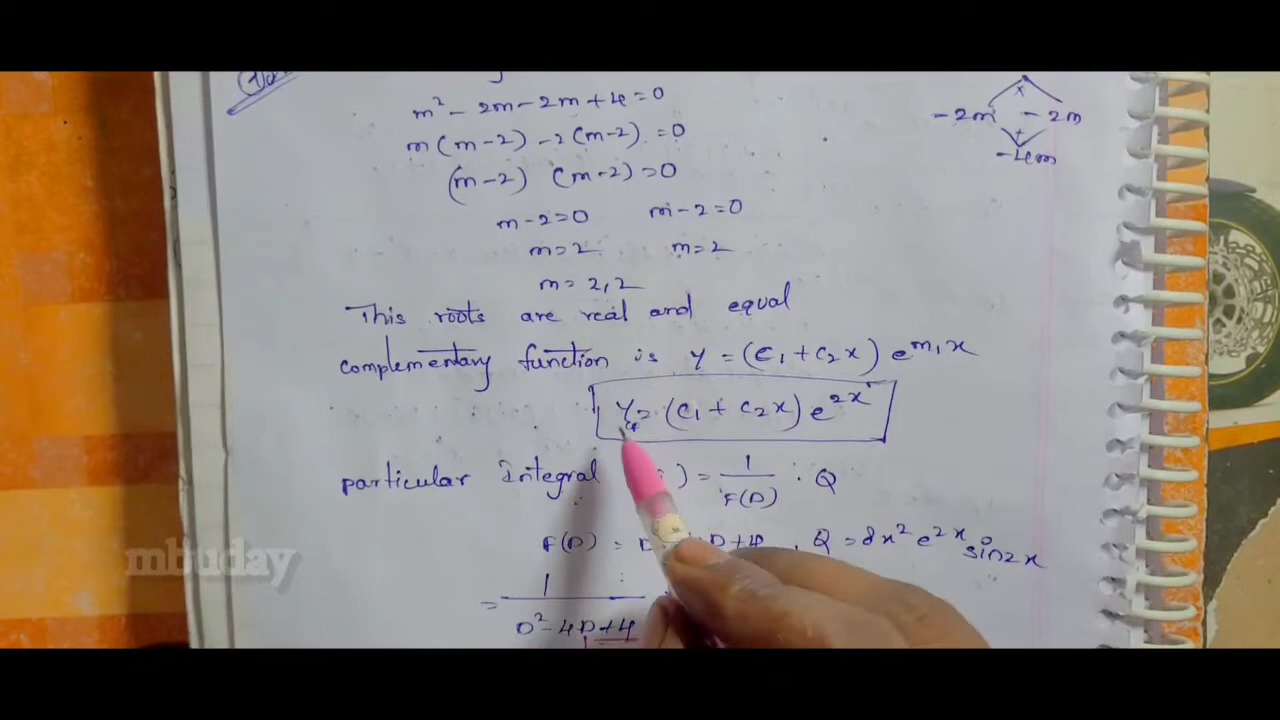 m² - 2m - 2m + 4 = 0
m(m-2) - 2(m-2) = 0
(m-2) (m-2) = 0
m-2=0 m-2=0
m=2 m=2
m = 2,2
×
-2m -2m
+
-4m
This roots are real and equal
complementary function is y = (c₁+c₂x) e^m₁x
y = (c₁ + c₂x) e^2x
particular integral ) = 1/F(D) . Q
F(D) = D+4 , Q = 8x² e^2x sin2x
= 1/(D²-4D+4)
mbuday